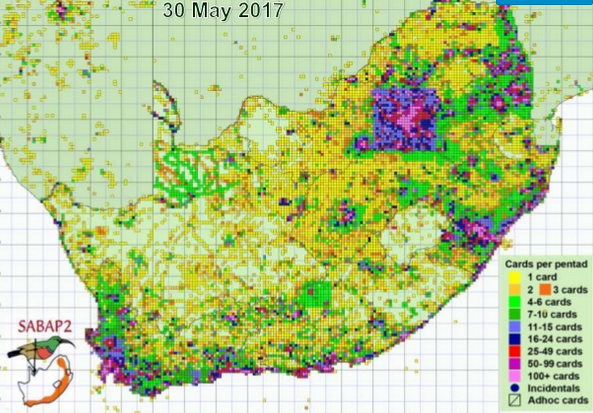 30 May 2017
Cards per pentad
1 card
2 3 cards
4-6 cards
7-10 cards
11-15 cards
16-24 cards
25-49 cards
50-99 cards
100+ cards
Incidentals
Adhoc cards
SABAP2